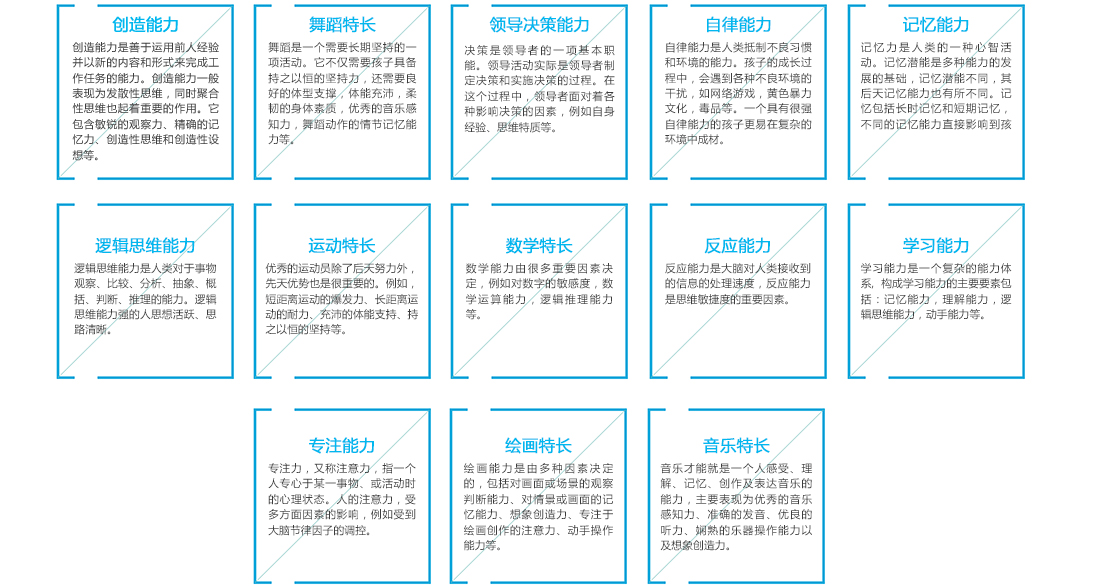 创造能力
创造能力是善于运用前人经验
并以新的内容和形式来完成工
作任务的能力。创造能力一般
表现为发散性思维，同时聚合
性思维也起着重要的作用。它
包含敏锐的观察力、精确的记
忆力、创造性思维和创造性设
想等。
舞蹈特长
舞蹈是一个需要长期坚持的一
项活动。它不仅需要孩子具备
持之以恒的坚持力，还需要良
好的体型支撑，体能充沛，柔
韧的身体素质，优秀的音乐感
知力，舞蹈动作的情节记忆能
力等。
领导决策能力
决策是领导者的一项基本职
能。领导活动实际是领导者制
定决策和实施决策的过程。在
这个过程中，领导者面对着各
种影响决策的因素，例如自身
经验、思维特质等。
自律能力
自律能力是人类抵制不良习惯
和环境的能力。孩子的成长过
程中，会遇到各种不良环境的
干扰，如网络游戏，黄色暴力
文化，毒品等。一个具有很强
自律能力的孩子更易在复杂的
环境中成材。
记忆能力
记忆力是人类的一种心智活
动。记忆潜能是多种能力的发
展的基础，记忆潜能不同，其
后天记忆能力也有所不同。记
忆包括长时记忆和短期记忆，
不同的记忆能力直接影响到孩
逻辑思维能力
逻辑思维能力是人类对于事物
观察、比较、分析、抽象、概
括、判断、推理的能力。逻辑
思维能力强的人思想活跃、思
路清晰。
运动特长
优秀的运动员除了后天努力外，
先天优势也是很重要的。例如，
短距离运动的爆发力、长距离运
动的耐力、充沛的体能支持、持
之以恒的坚持等。
数学特长
数学能力由很多重要因素决
定，例如对数字的敏感度，数
学运算能力，逻辑推理能力
等。
反应能力
反应能力是大脑对人类接收到
的信息的处理速度，反应能力
是思维敏捷度的重要因素。
学习能力
学习能力是一个复杂的能力体
系, 构成学习能力的主要要素包
括：记忆能力，理解能力，逻
辑思维能力，动手能力等。
专注能力
专注力，又称注意力，指一个
人专心于某一事物、或活动时
的心理状态。人的注意力，受
多方面因素的影响，例如受到
大脑节律因子的调控。
绘画特长
绘画能力是由多种因素决定
的，包括对画面或场景的观察
判断能力、对情景或画面的记
忆能力、想象创造力、专注于
绘画创作的注意力、动手操作
能力等。
音乐特长
音乐才能就是一个人感受、理
解、记忆、创作及表达音乐的
能力，主要表现为优秀的音乐
感知力、准确的发音、优良的
听力、娴熟的乐器操作能力以
及想象创造力。